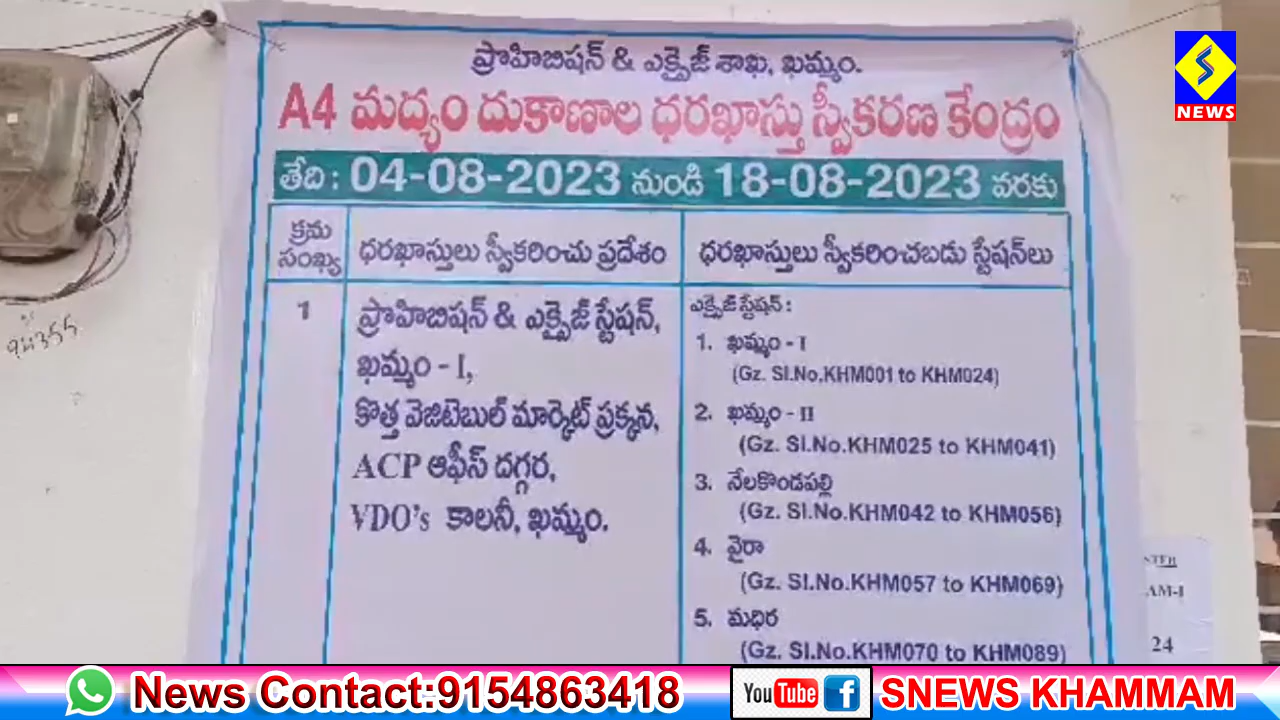 ప్రొహిబిషన్ & ఎక్సైజ్ శాఖ, ఖమ్మం.
A4 మద్యం దుకాణాల ధరఖాస్తు స్వీకరణ కేంద్రం
తేది : 04-08-2023 నుండి 18-08-2023 వరకు
క్రమ సంఖ్య
ధరఖాస్తులు స్వీకరించు ప్రదేశం
ధరఖాస్తులు స్వీకరించబడు స్టేషన్‌లు
1
ప్రొహిబిషన్ & ఎక్సైజ్ స్టేషన్,
ఖమ్మం - I,
కొత్త వెజిటెబుల్ మార్కెట్ ప్రక్కన,
ACP ఆఫీస్ దగ్గర,
VDO's కాలనీ, ఖమ్మం.
ఎక్సైజ్ స్టేషన్ :
1. ఖమ్మం - I
(Gz. Sl.No.KHM001 to KHM024)
2. ఖమ్మం - II
(Gz. Sl.No.KHM025 to KHM041)
3. నేలకొండపల్లి
(Gz. Sl.No.KHM042 to KHM056)
4. వైరా
(Gz. Sl.No.KHM057 to KHM069)
5. మధిర
(Gz. Sl.No.KHM070 to KHM089)
94355
AM-I
24
S
NEWS
News Contact:9154863418
YouTube f
SNEWS KHAMMAM